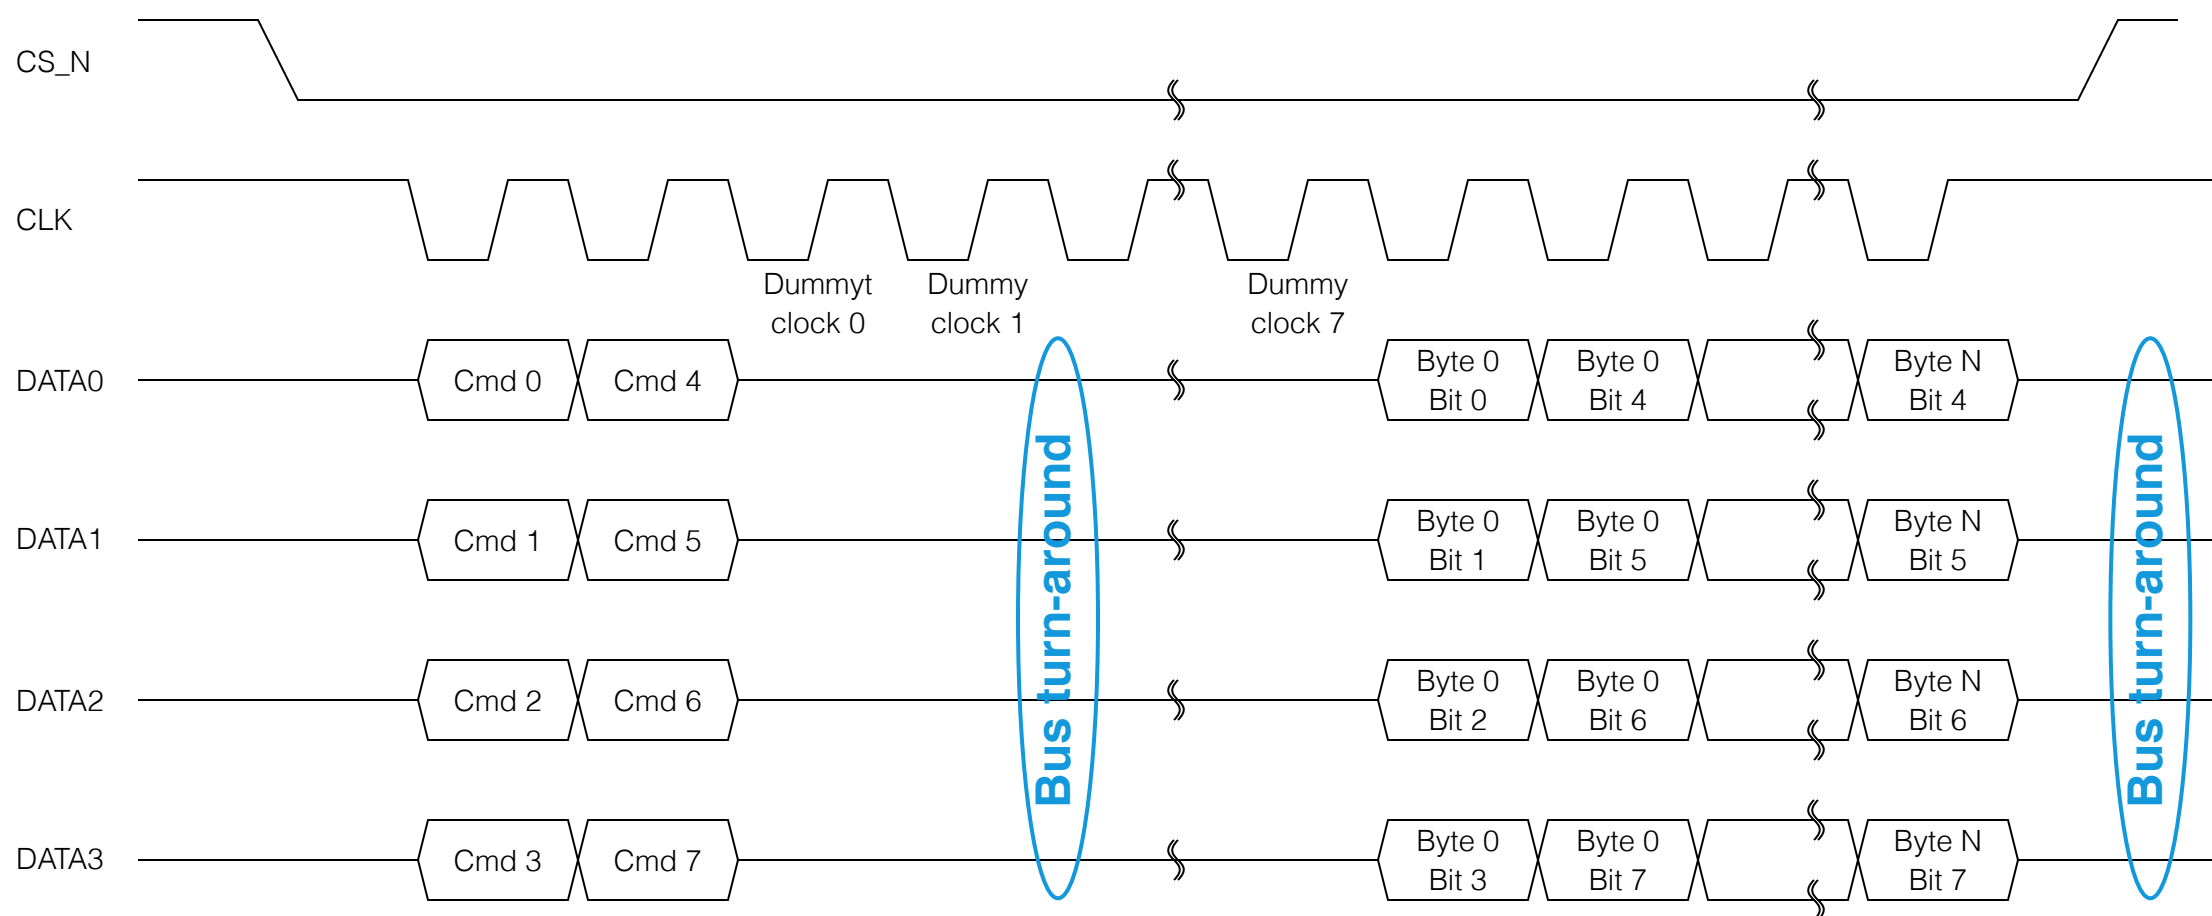 CS_N
CLK
Dummyt
clock 0
Dummy
clock 1
Dummy
clock 7
DATA0
Cmd 0
Cmd 4
Byte 0
Bit 0
Byte 0
Bit 4
Byte N
Bit 4
DATA1
Cmd 1
Cmd 5
Byte 0
Bit 1
Byte 0
Bit 5
Byte N
Bit 5
DATA2
Cmd 2
Cmd 6
Byte 0
Bit 2
Byte 0
Bit 6
Byte N
Bit 6
DATA3
Cmd 3
Cmd 7
Byte 0
Bit 3
Byte 0
Bit 7
Byte N
Bit 7
Bus turn-around
Bus turn-around